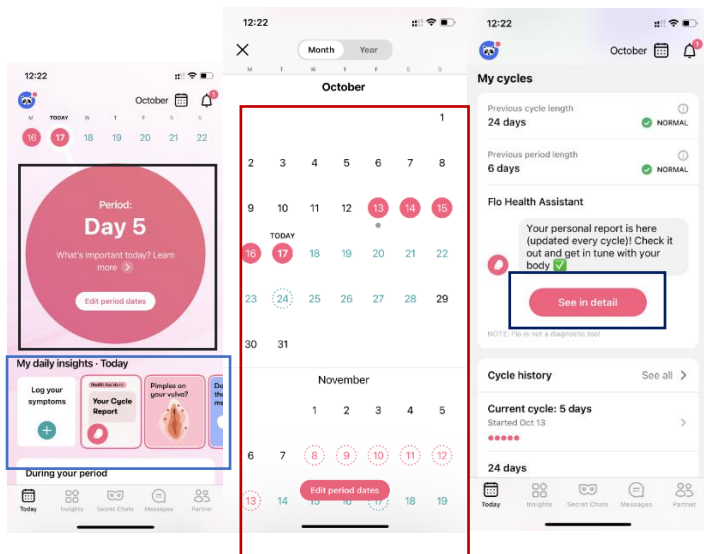 12:22
October
M TODAY W T F S S
16 17 18 19 20 21 22
Period:
Day 5
What's important today? Learn
more
Edit period dates
My daily insights · Today
Log your
symptoms
Health Assistant
Your Cycle
Report
Pimples on
your vulva?
During your period
Today Insights Secret Chats Messages Partner
12:22
Month Year
M T W T F S S
October
1
2 3 4 5 6 7 8
9 10 11 12 13 14 15
TODAY
16 17 18 19 20 21 22
23 24 25 26 27 28 29
30 31
November
1 2 3 4 5
6 7 8 9 10 11 12
13 14 15 16 17 18 19
Edit period dates
12:22
October
1
My cycles
Previous cycle length
24 days
NORMAL
Previous period length
6 days
NORMAL
Flo Health Assistant
Your personal report is here
(updated every cycle)! Check it
out and get in tune with your
body
See in detail
NOTE: Flo is not a diagnostic tool
Cycle history See all
Current cycle: 5 days
Started Oct 13
24 days
Today Insights Secret Chats Messages Partner